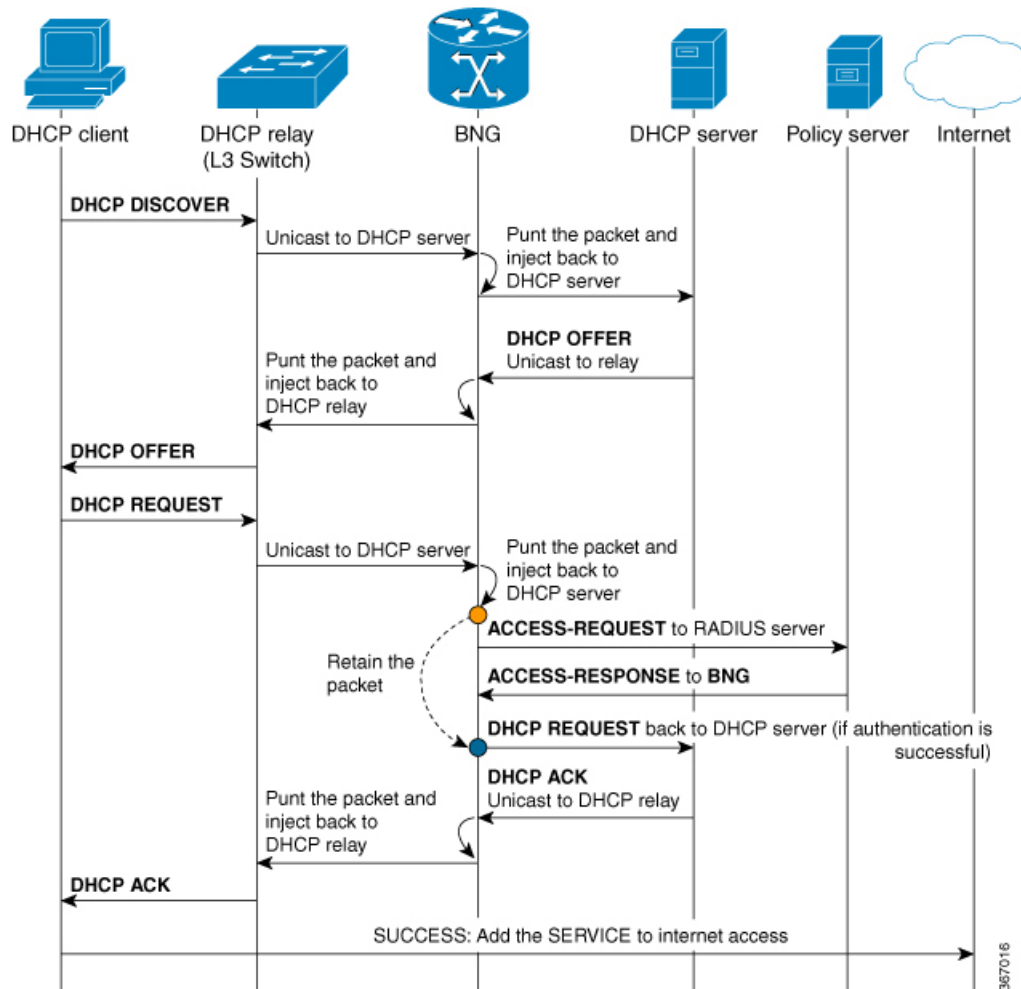 DHCP client
DHCP relay
(L3 Switch)
BNG
DHCP server
Policy server
Internet
DHCP DISCOVER
Unicast to DHCP server
Punt the packet and
inject back to
DHCP server
DHCP OFFER
Unicast to relay
Punt the packet and
inject back to
DHCP relay
DHCP OFFER
DHCP REQUEST
Unicast to DHCP server
Punt the packet and
inject back to
DHCP server
ACCESS-REQUEST to RADIUS server
Retain the
packet
ACCESS-RESPONSE to BNG
DHCP REQUEST back to DHCP server (if authentication is
successful)
DHCP ACK
Unicast to DHCP relay
Punt the packet and
inject back to
DHCP relay
DHCP ACK
SUCCESS: Add the SERVICE to internet access
367016